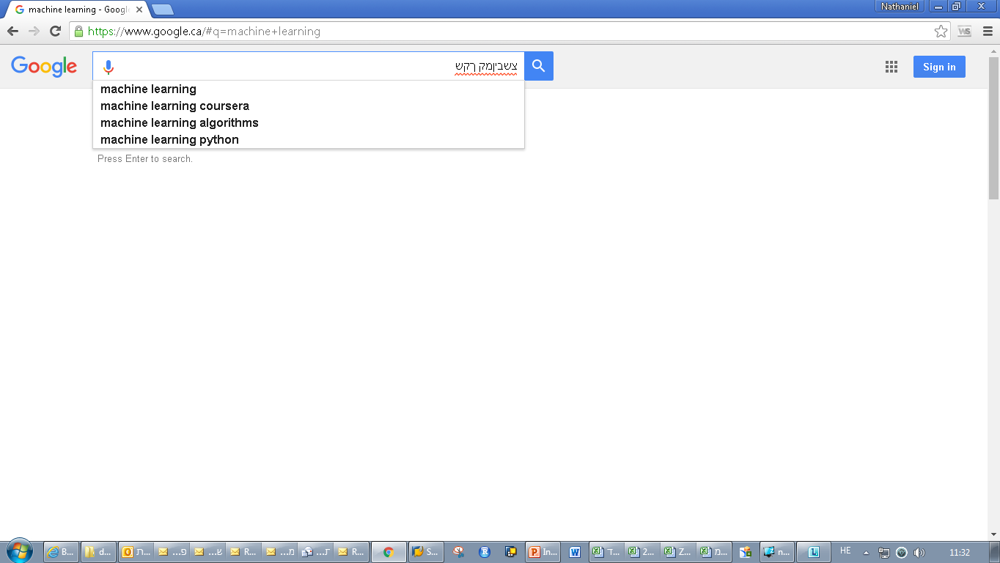 machine learning - Googl
Nathaniel
https://www.google.ca/#q=machine+learning
Google
צשביןמק ךקש
Sign in
machine learning
machine learning coursera
machine learning algorithms
machine learning python
Press Enter to search.
B... d... ת... פ... ש... R... מ... ת... R... S... In... ד... 2... Z... מ... n... HE 11:32